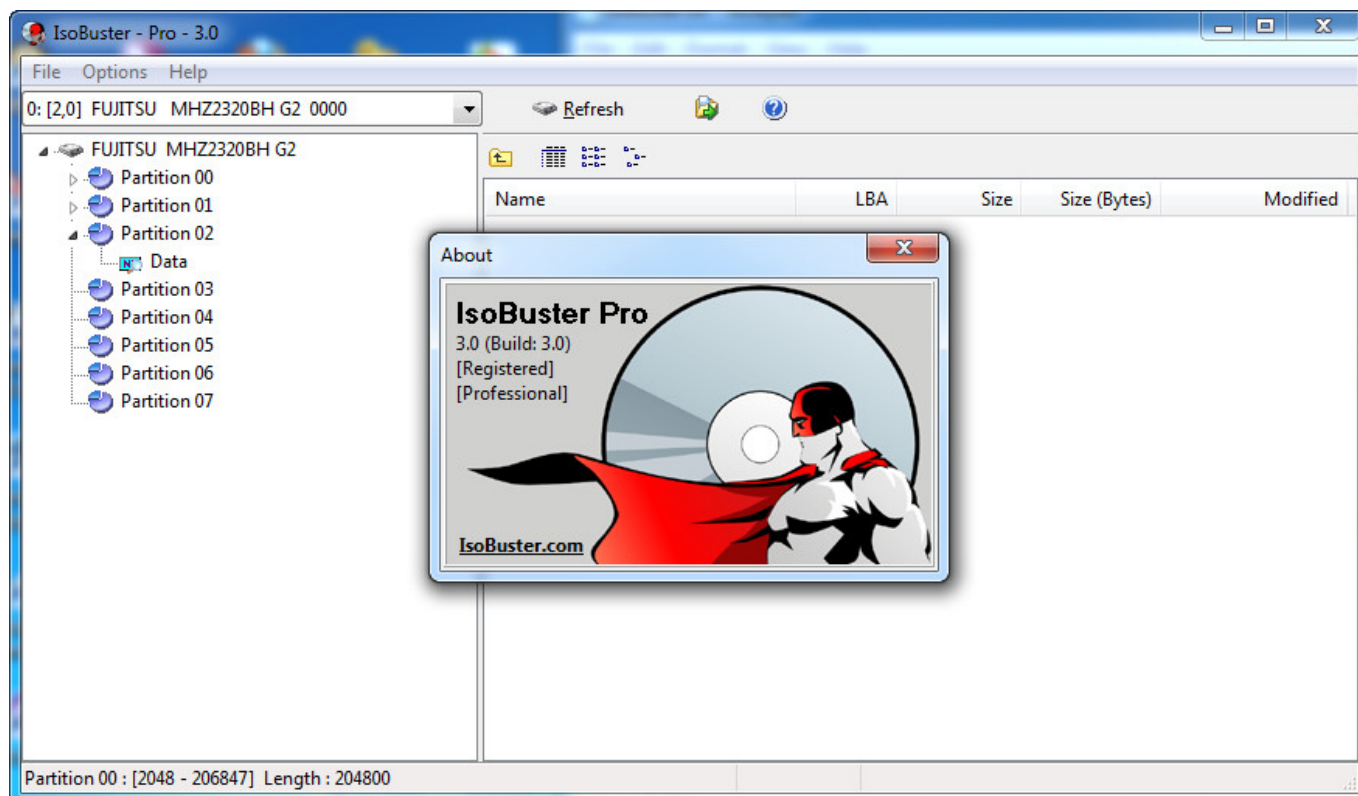 IsoBuster - Pro - 3.0
File Options Help
0: [2,0] FUJITSU MHZ2320BH G2 0000
Refresh
FUJITSU MHZ2320BH G2
Partition 00
Partition 01
Partition 02
Data
Partition 03
Partition 04
Partition 05
Partition 06
Partition 07
Name LBA Size Size (Bytes) Modified
About
IsoBuster Pro
3.0 (Build: 3.0)
[Registered]
[Professional]
IsoBuster.com
Partition 00 : [2048 - 206847] Length : 204800